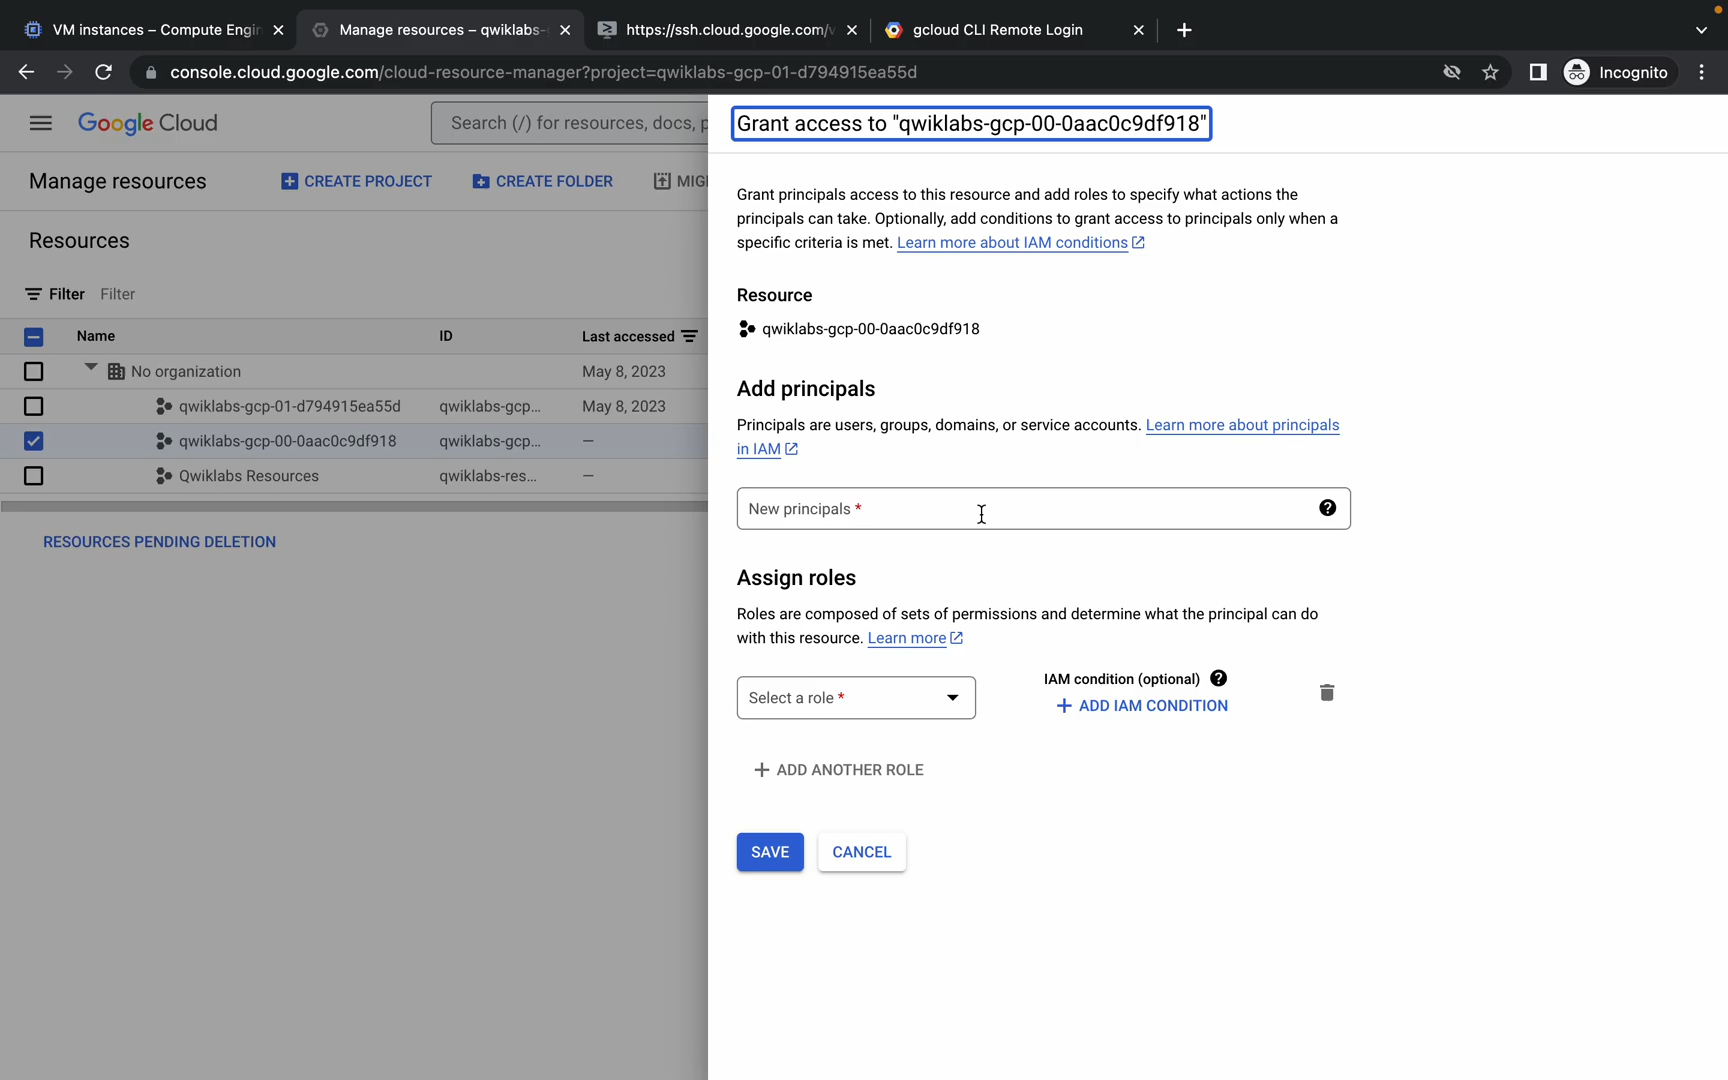 VM instances – Compute Engin
Manage resources – qwiklabs-
https://ssh.cloud.google.com/v
gcloud CLI Remote Login
console.cloud.google.com/cloud-resource-manager?project=qwiklabs-gcp-01-d794915ea55d
Incognito
Google Cloud
Search (/) for resources, docs, p
Grant access to "qwiklabs-gcp-00-0aac0c9df918"
Manage resources
CREATE PROJECT
CREATE FOLDER
MIG
Grant principals access to this resource and add roles to specify what actions the
principals can take. Optionally, add conditions to grant access to principals only when a
specific criteria is met. Learn more about IAM conditions
Resources
Filter Filter
Name ID Last accessed
No organization May 8, 2023
qwiklabs-gcp-01-d794915ea55d qwiklabs-gcp... May 8, 2023
qwiklabs-gcp-00-0aac0c9df918 qwiklabs-gcp... –
Qwiklabs Resources qwiklabs-res... –
RESOURCES PENDING DELETION
Resource
qwiklabs-gcp-00-0aac0c9df918
Add principals
Principals are users, groups, domains, or service accounts. Learn more about principals
in IAM
New principals *
Assign roles
Roles are composed of sets of permissions and determine what the principal can do
with this resource. Learn more
Select a role *
IAM condition (optional)
+ ADD IAM CONDITION
+ ADD ANOTHER ROLE
SAVE
CANCEL